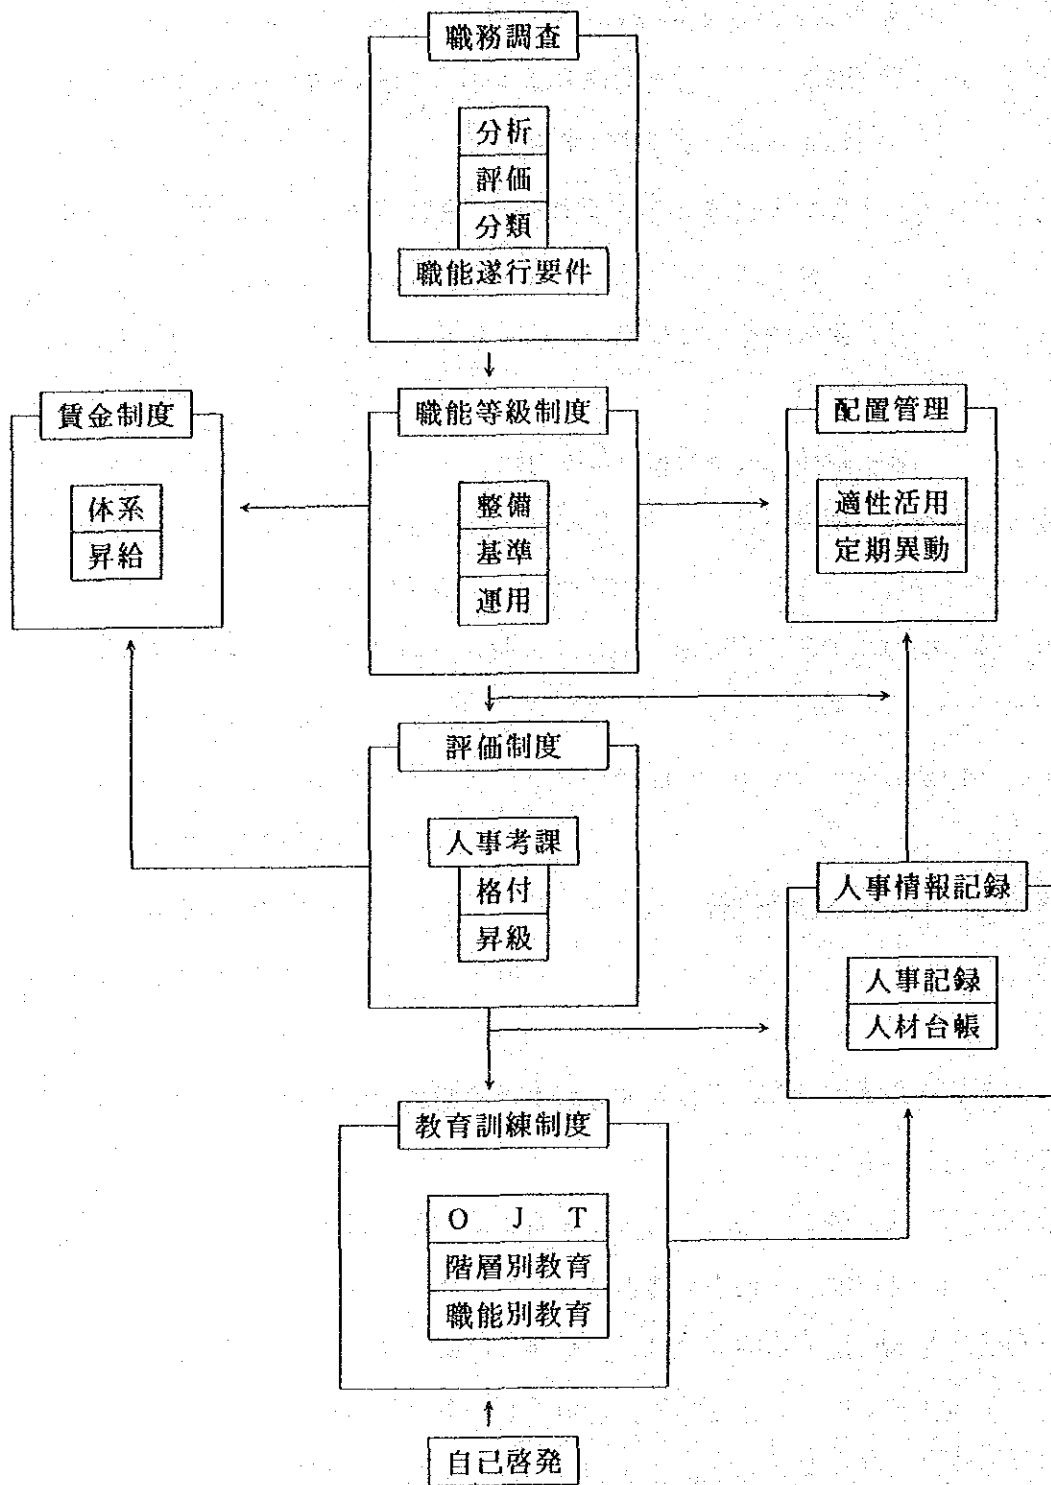 職務調査
分析
評価
分類
職能遂行要件
賃金制度
体系
昇給
職能等級制度
整備
基準
運用
配置管理
適性活用
定期異動
評価制度
人事考課
格付
昇級
人事情報記録
人事記録
人材台帳
教育訓練制度
O J T
階層別教育
職能別教育
自己啓発